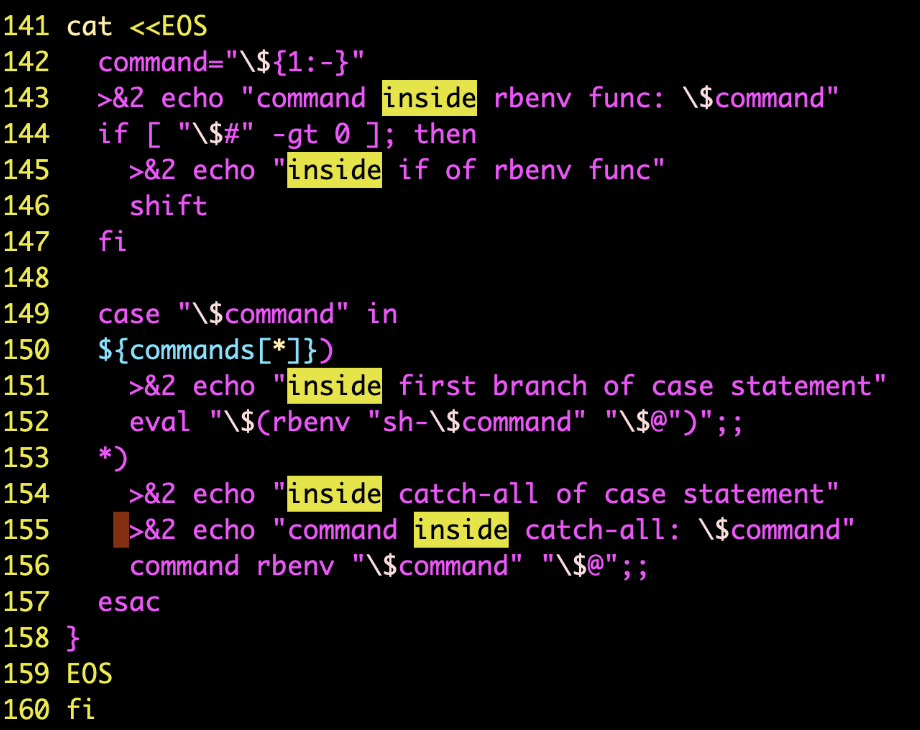 141 cat <<EOS
142   command="\${1:-}"
143   >&2 echo "command inside rbenv func: \$command"
144   if [ "\$#" -gt 0 ]; then
145     >&2 echo "inside if of rbenv func"
146     shift
147   fi
148
149   case "\$command" in
150   ${commands[*]})
151     >&2 echo "inside first branch of case statement"
152     eval "\$(rbenv "sh-\$command" "\$@")";;
153   *)
154     >&2 echo "inside catch-all of case statement"
155     >&2 echo "command inside catch-all: \$command"
156     command rbenv "\$command" "\$@";;
157   esac
158 }
159 EOS
160 fi